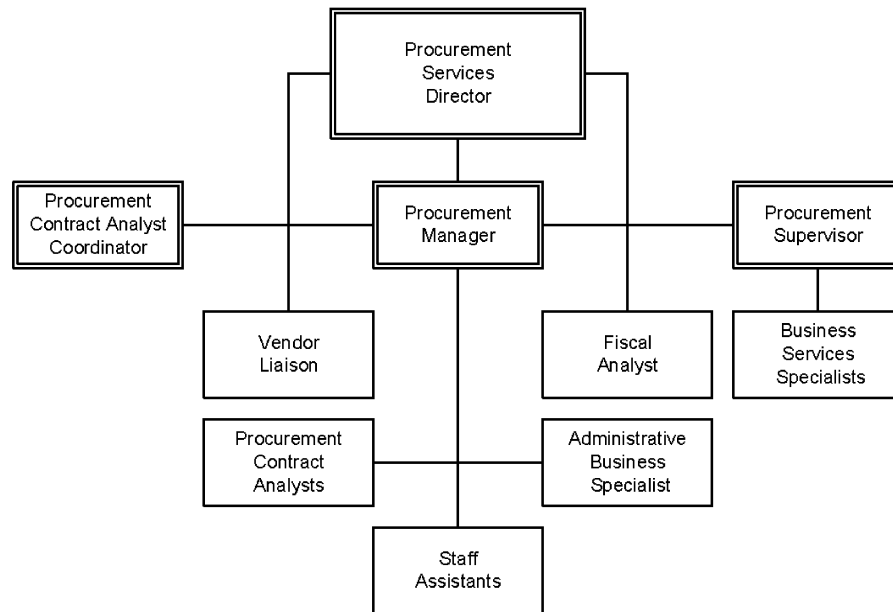 Procurement
Services
Director
Procurement
Contract Analyst
Coordinator
Procurement
Manager
Procurement
Supervisor
Vendor
Liaison
Fiscal
Analyst
Business
Services
Specialists
Procurement
Contract
Analysts
Administrative
Business
Specialist
Staff
Assistants